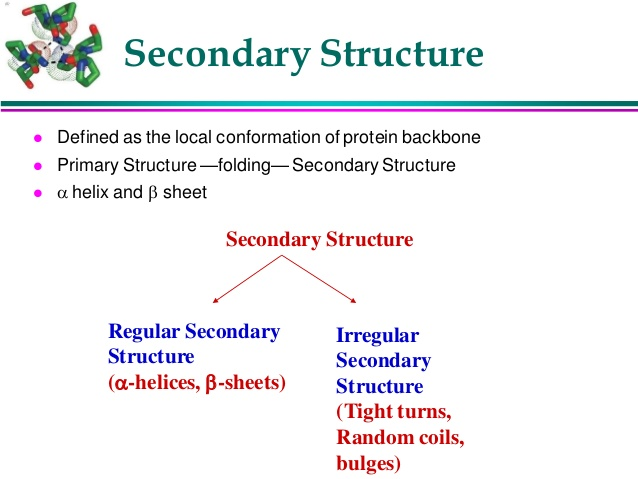 Secondary Structure
Defined as the local conformation of protein backbone
Primary Structure —folding— Secondary Structure
α helix and β sheet
Secondary Structure
Regular Secondary
Structure
(α-helices, β-sheets)
Irregular
Secondary
Structure
(Tight turns,
Random coils,
bulges)